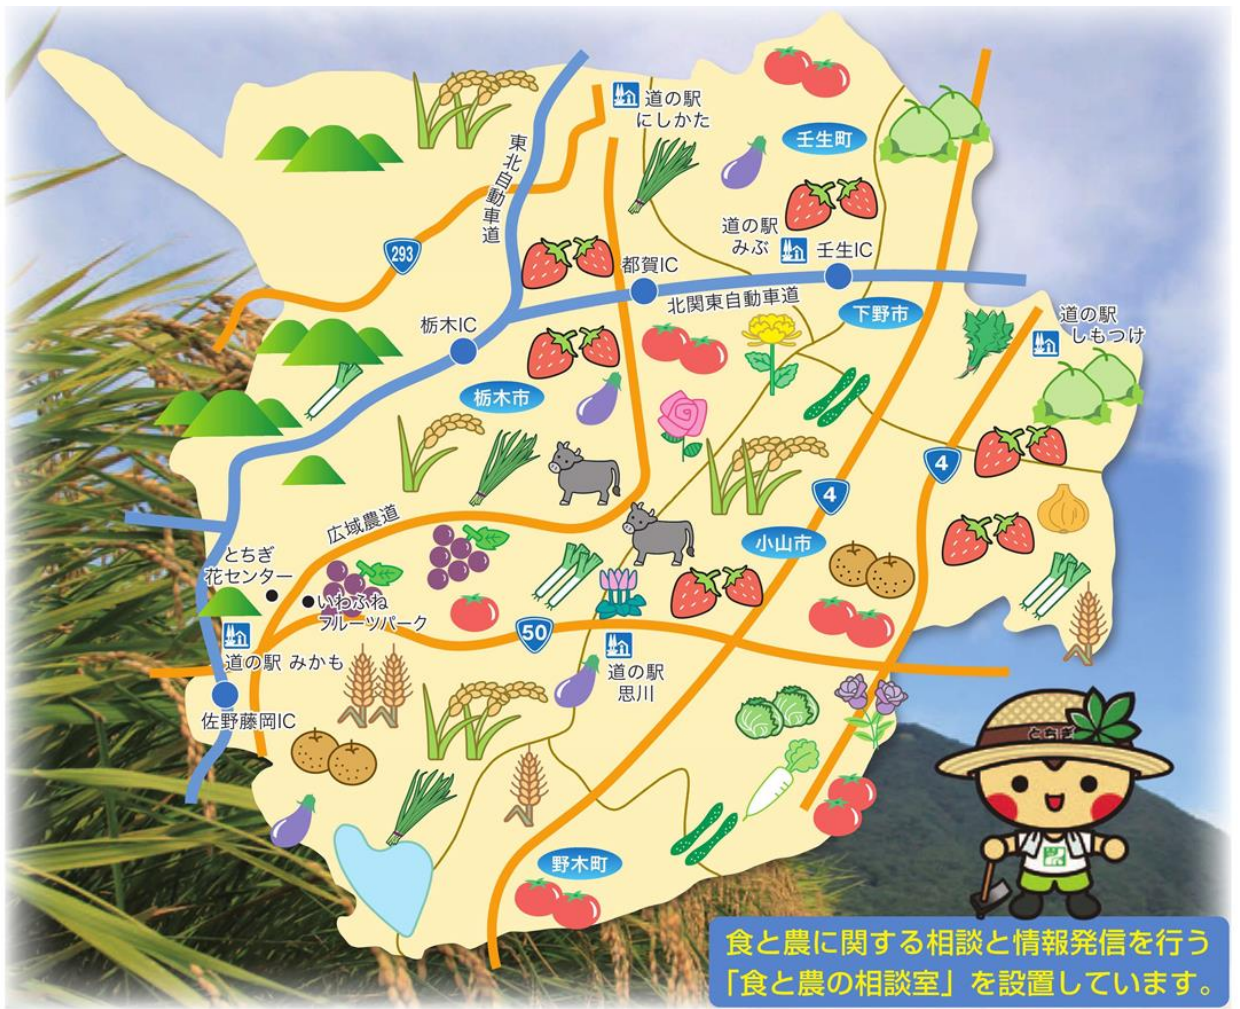 道の駅
にしかた
東北自動車道
壬生町
293
道の駅
みぶ
壬生IC
都賀IC
北関東自動車道
下野市
道の駅
しもつけ
栃木IC
栃木市
4
4
広域農道
小山市
とちぎ
花センター
いわふね
フルーツパーク
50
道の駅 みかも
道の駅
思川
佐野藤岡IC
野木町
とちぎ
食と農に関する相談と情報発信を行う
「食と農の相談室」を設置しています。